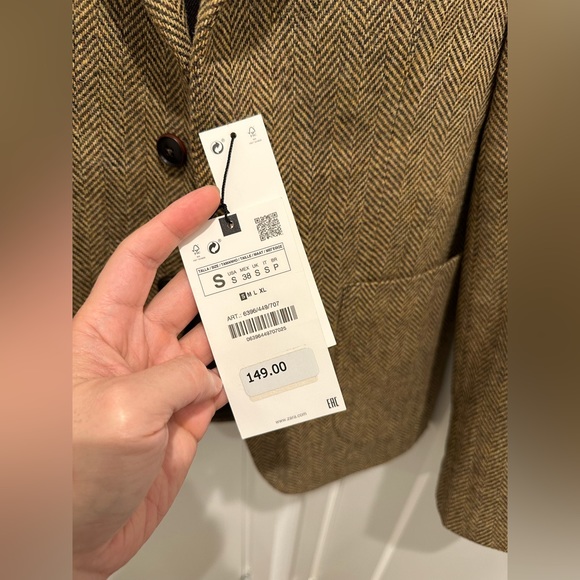 TALLA / SIZE / TAMANHO / TAILLE / MAAT / ΜΕΓΕΘΟΣ
S
USA MEX UK IT BR
S 38 S S P
S M L XL
ART.: 6396/449/707
06396449707025
149.00
www.zara.com
EAC